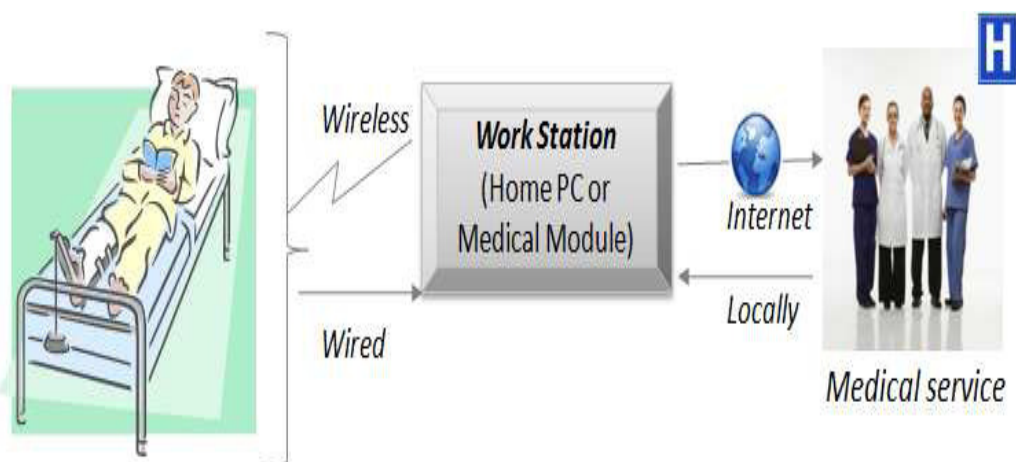 Wireless
Wired
Work Station
(Home PC or
Medical Module)
Internet
Locally
H
Medical service